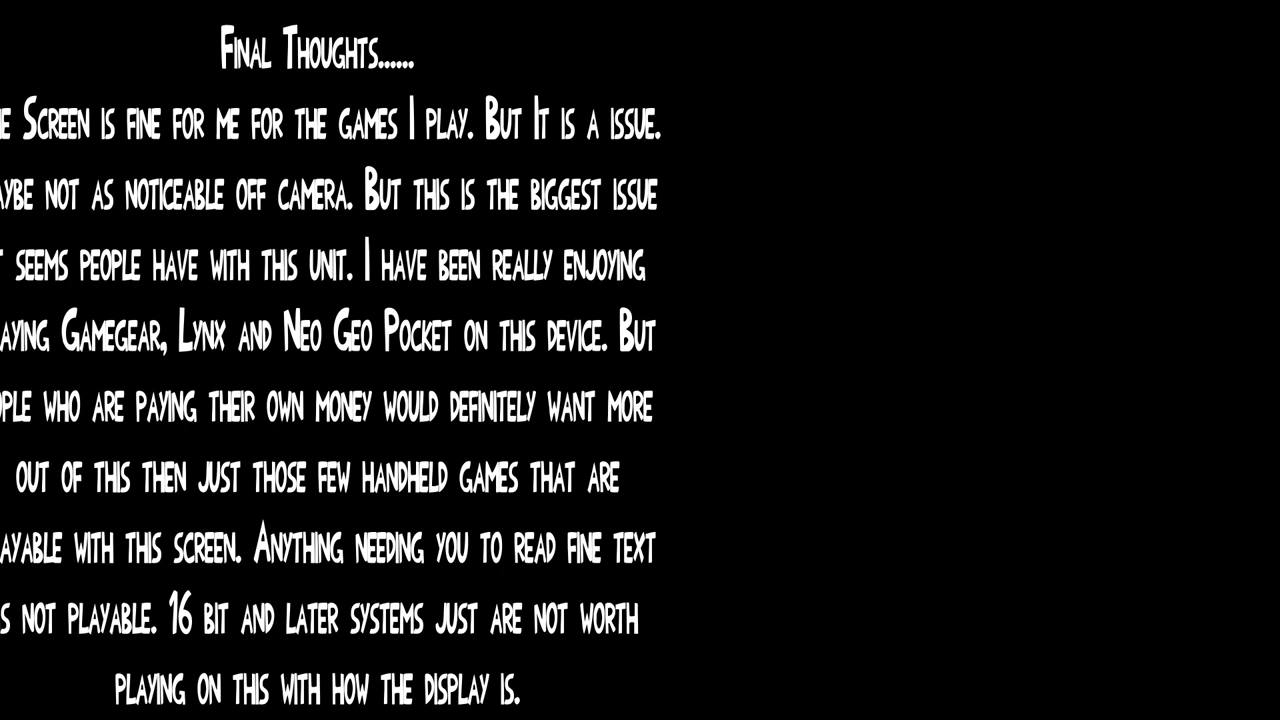 Final Thoughts......
e Screen is fine for me for the games I play. But It is a issue.
aybe not as noticeable off camera. But this is the biggest issue
t seems people have with this unit. I have been really enjoying
aying Gamegear, Lynx and Neo Geo Pocket on this device. But
ople who are paying their own money would definitely want more
out of this then just those few handheld games that are
ayable with this screen. Anything needing you to read fine text
s not playable. 16 bit and later systems just are not worth
playing on this with how the display is.